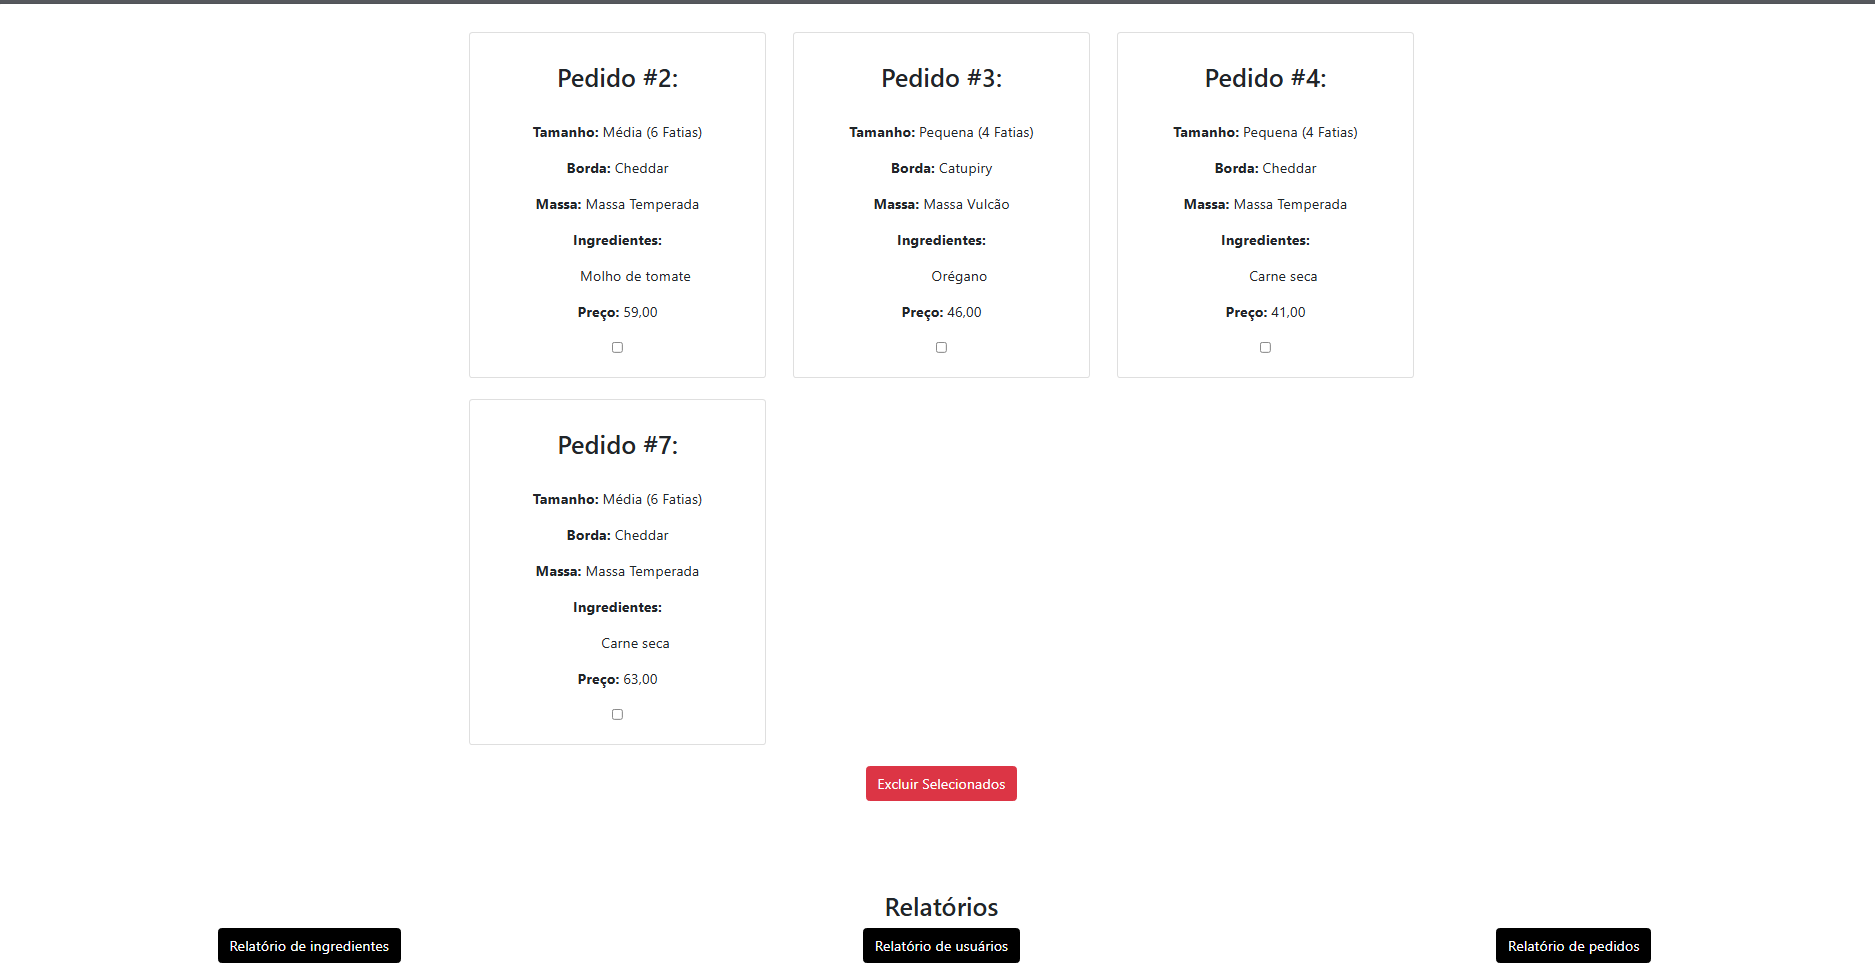 Pedido #2:
Tamanho: Média (6 Fatias)
Borda: Cheddar
Massa: Massa Temperada
Ingredientes:
Molho de tomate
Preço: 59,00
Pedido #3:
Tamanho: Pequena (4 Fatias)
Borda: Catupiry
Massa: Massa Vulcão
Ingredientes:
Orégano
Preço: 46,00
Pedido #4:
Tamanho: Pequena (4 Fatias)
Borda: Cheddar
Massa: Massa Temperada
Ingredientes:
Carne seca
Preço: 41,00
Pedido #7:
Tamanho: Média (6 Fatias)
Borda: Cheddar
Massa: Massa Temperada
Ingredientes:
Carne seca
Preço: 63,00
Excluir Selecionados
Relatórios
Relatório de ingredientes
Relatório de usuários
Relatório de pedidos